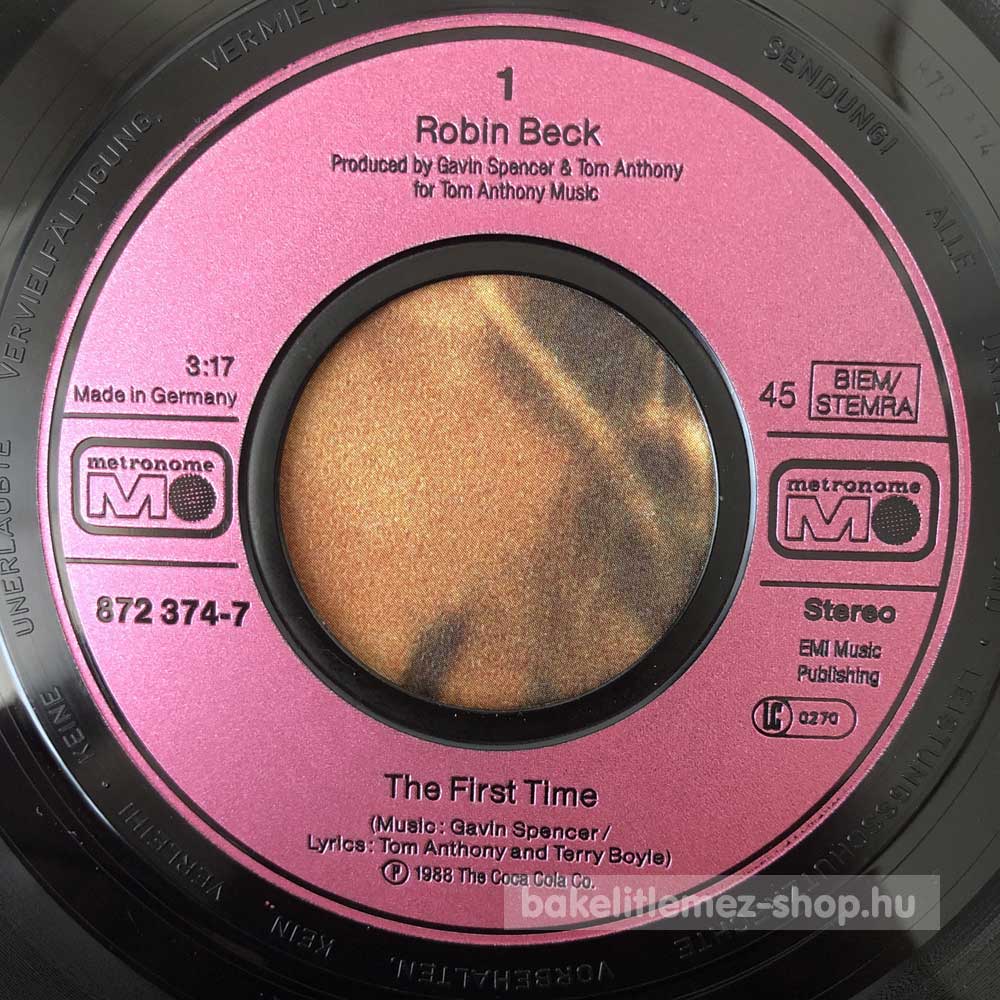 1
Robin Beck
Produced by Gavin Spencer & Tom Anthony
for Tom Anthony Music
3:17
Made in Germany
45
BIEM/
STEMRA
metronome
M
metronome
M
872 374-7
Stereo
EMI Music
Publishing
LC 0270
The First Time
(Music: Gavin Spencer/
Lyrics: Tom Anthony and Terry Boyle)
℗ 1988 The Coca Cola Co.
bakelitlemez-shop.hu
SENDUNG!
ALLE
KEINE
UNERLAUBTE
VERVIELFÄLTIGUNG.
VERLEIH!
KEIN
VORBEHALTEN.